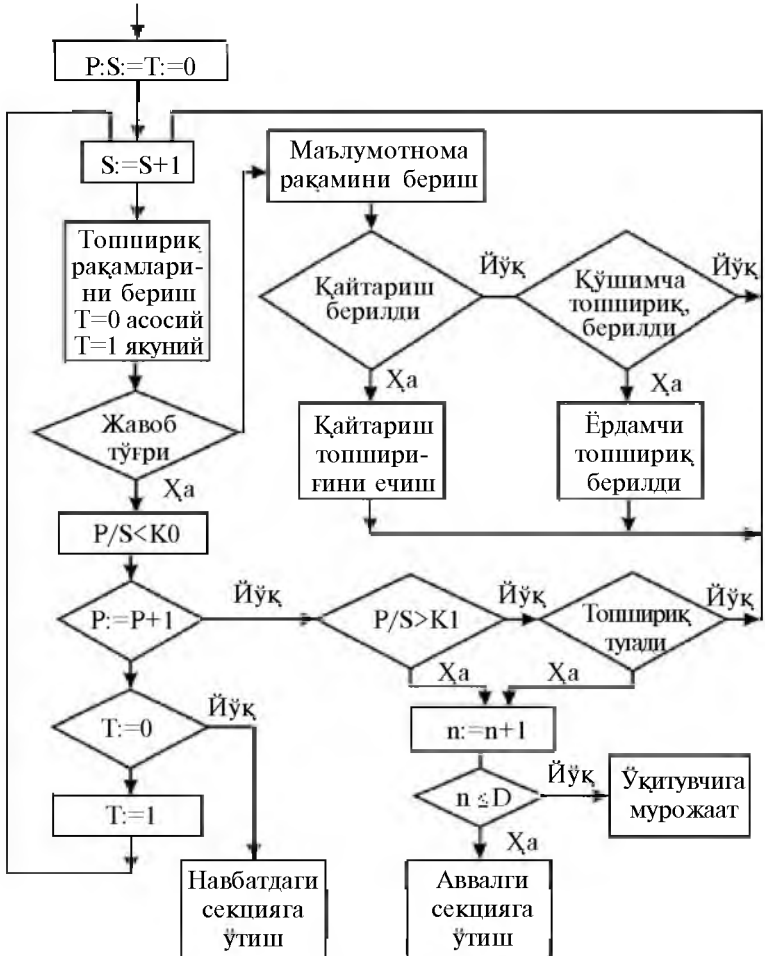 P:S:=T:=0
S:=S+1
Топшириқ
рақамлари-
ни бериш
T=0 асосий
T=1 якуний
Жавоб
тўғри
Ҳа
P/S<K0
P:=P+1
Йўқ
T:=0
Йўқ
T:=1
Навбатдаги
секцияга
ўтиш
Маълумотнома
рақамини бериш
Қайтариш
берилди
Йўқ
Ҳа
Қайтариш
топшири-
ғини ечиш
Қўшимча
топшириқ,
берилди
Йўқ
Ҳа
Ёрдамчи
топшириқ
берилди
P/S>K1
Йўқ
Ҳа
Топшириқ
тугади
Йўқ
Ҳа
n:=n+1
n ≦ D
Йўқ
Ўқитувчига
мурожаат
Ҳа
Аввалги
секцияга
ўтиш